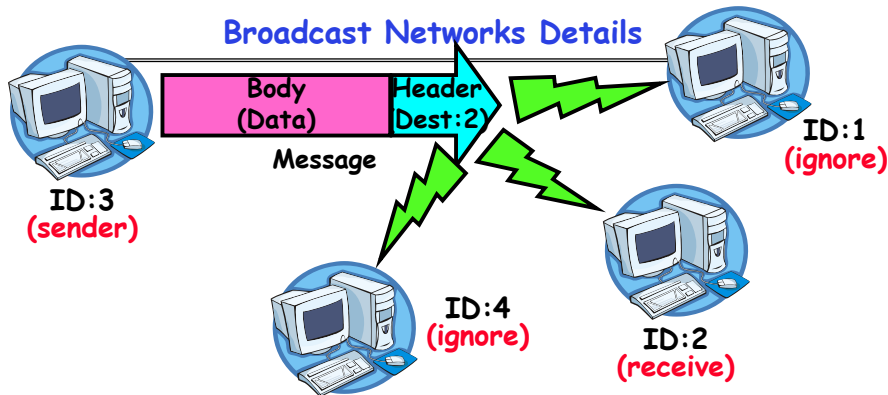 Broadcast Networks Details
Body
(Data)
Header
(Dest:2)
Message
ID:1
(ignore)
ID:3
(sender)
ID:4
(ignore)
ID:2
(receive)